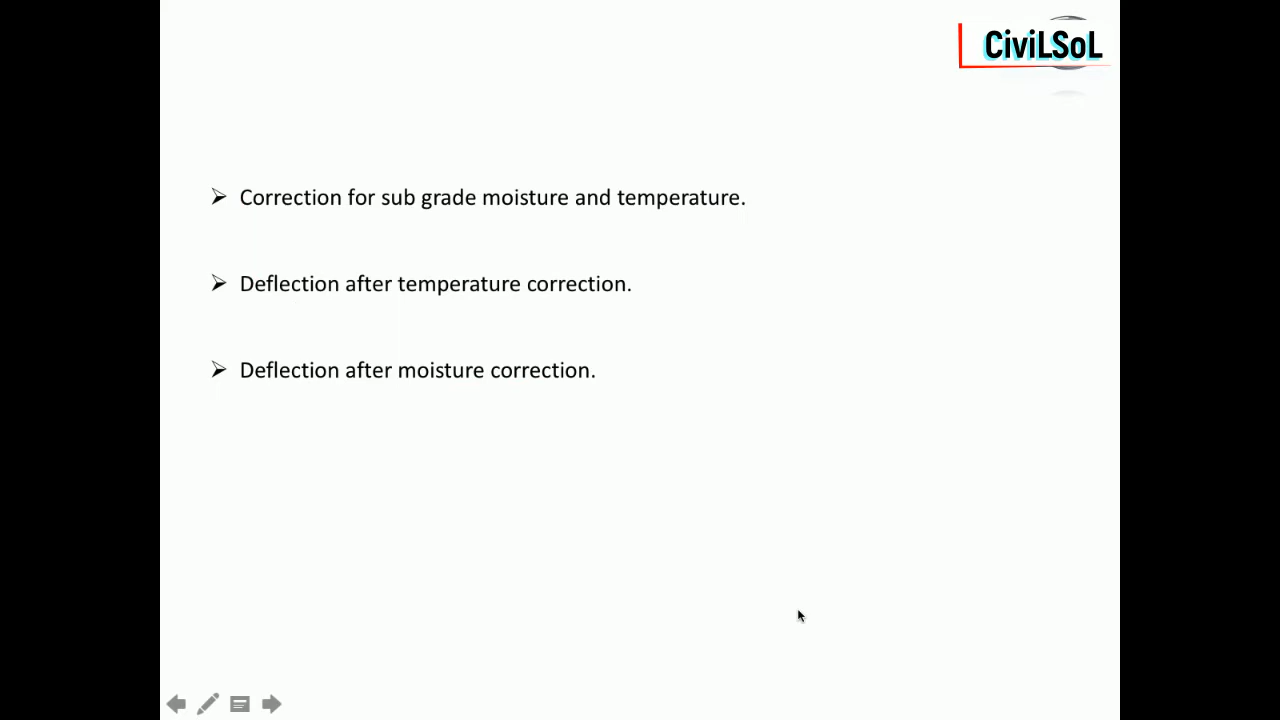 CiviLSoL
Correction for sub grade moisture and temperature.
Deflection after temperature correction.
Deflection after moisture correction.